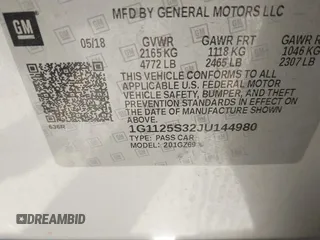 GM
MFD BY GENERAL MOTORS LLC
05/18 GVWR GAWR FRT GAWR RR
2165 KG 1118 KG 1046 KG
4772 LB 2465 LB 2307 LB
THIS VEHICLE CONFORMS TO ALL APPLICABLE
U.S. FEDERAL MOTOR
VEHICLE SAFETY, BUMPER, AND THEFT
PREVENTION STANDARDS IN EFFECT ON THE
DATE OF MANUFACTURE SHOWN ABOVE.
1G1125S32JU144980
TYPE: PASS CAR
MODEL:
DREAMBID